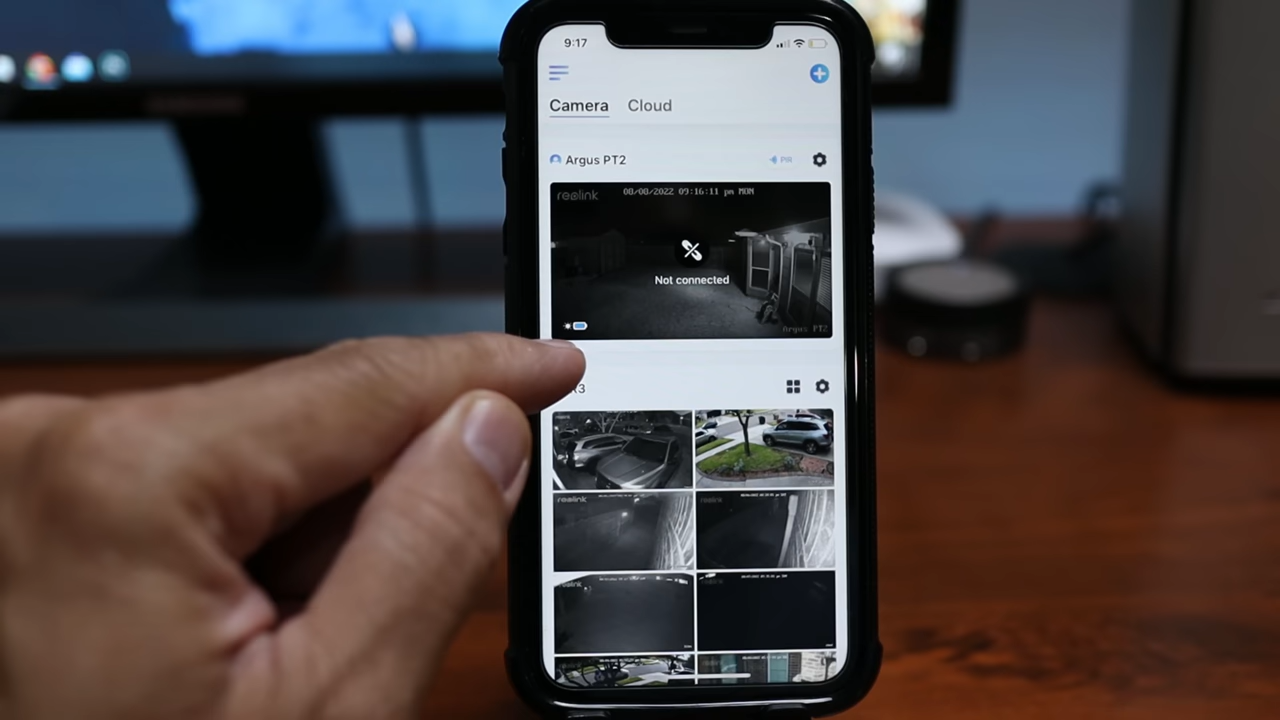 9:17
Camera Cloud
Argus PT2
PIR
reolink 08/08/2022 09:16:11 pm MON
Not connected
Argus PT2
reolink